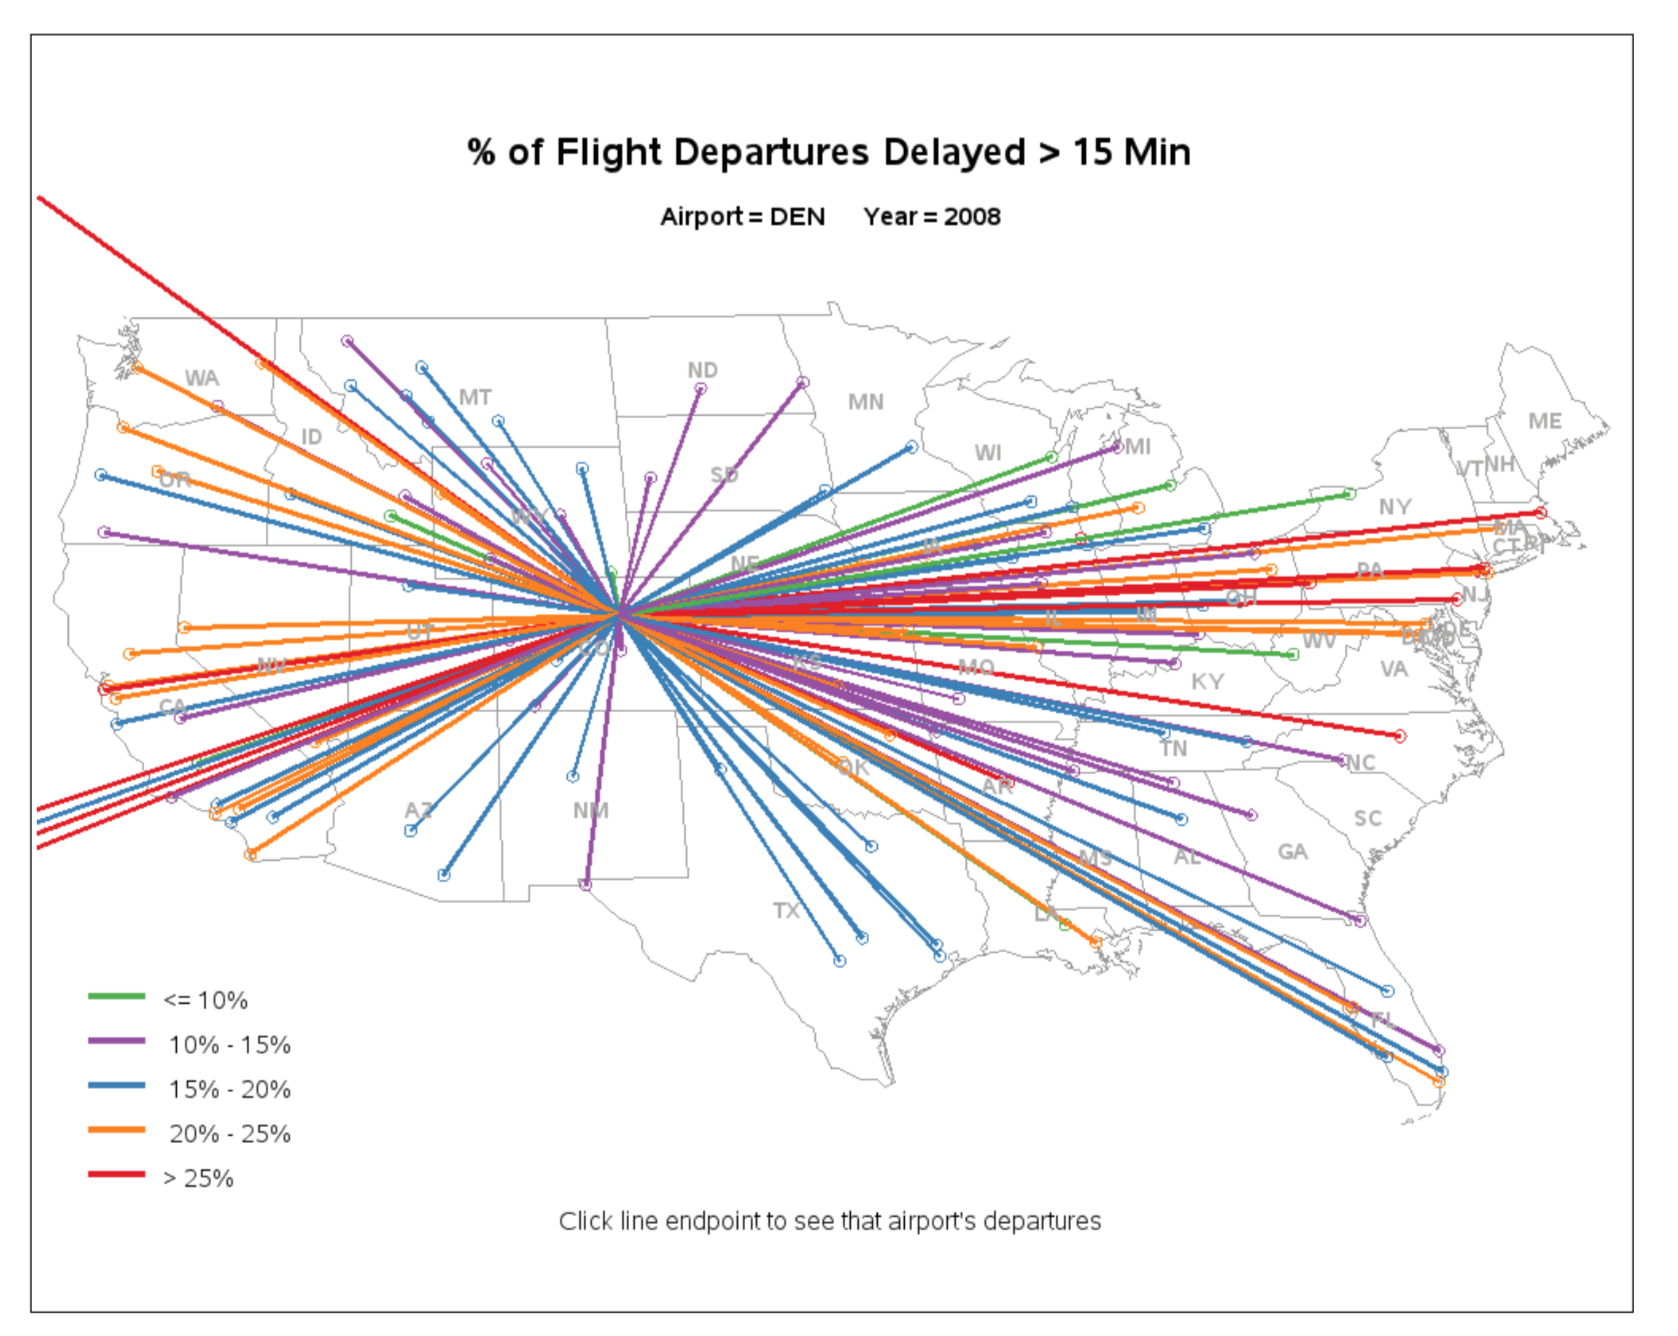 % of Flight Departures Delayed > 15 Min
Airport = DEN Year = 2008
WA
MT
ND
MN
ME
ID
WI
MI
VT
NH
OR
SD
NY
WY
MA
CT
RI
IA
NE
PA
OH
NJ
UT
CO
IL
IN
WV
DE
NV
KS
MO
VA
CA
KY
TN
NC
OK
AZ
NM
AR
SC
MS
AL
GA
TX
LA
FL
<= 10%
10% - 15%
15% - 20%
20% - 25%
> 25%
Click line endpoint to see that airport's departures